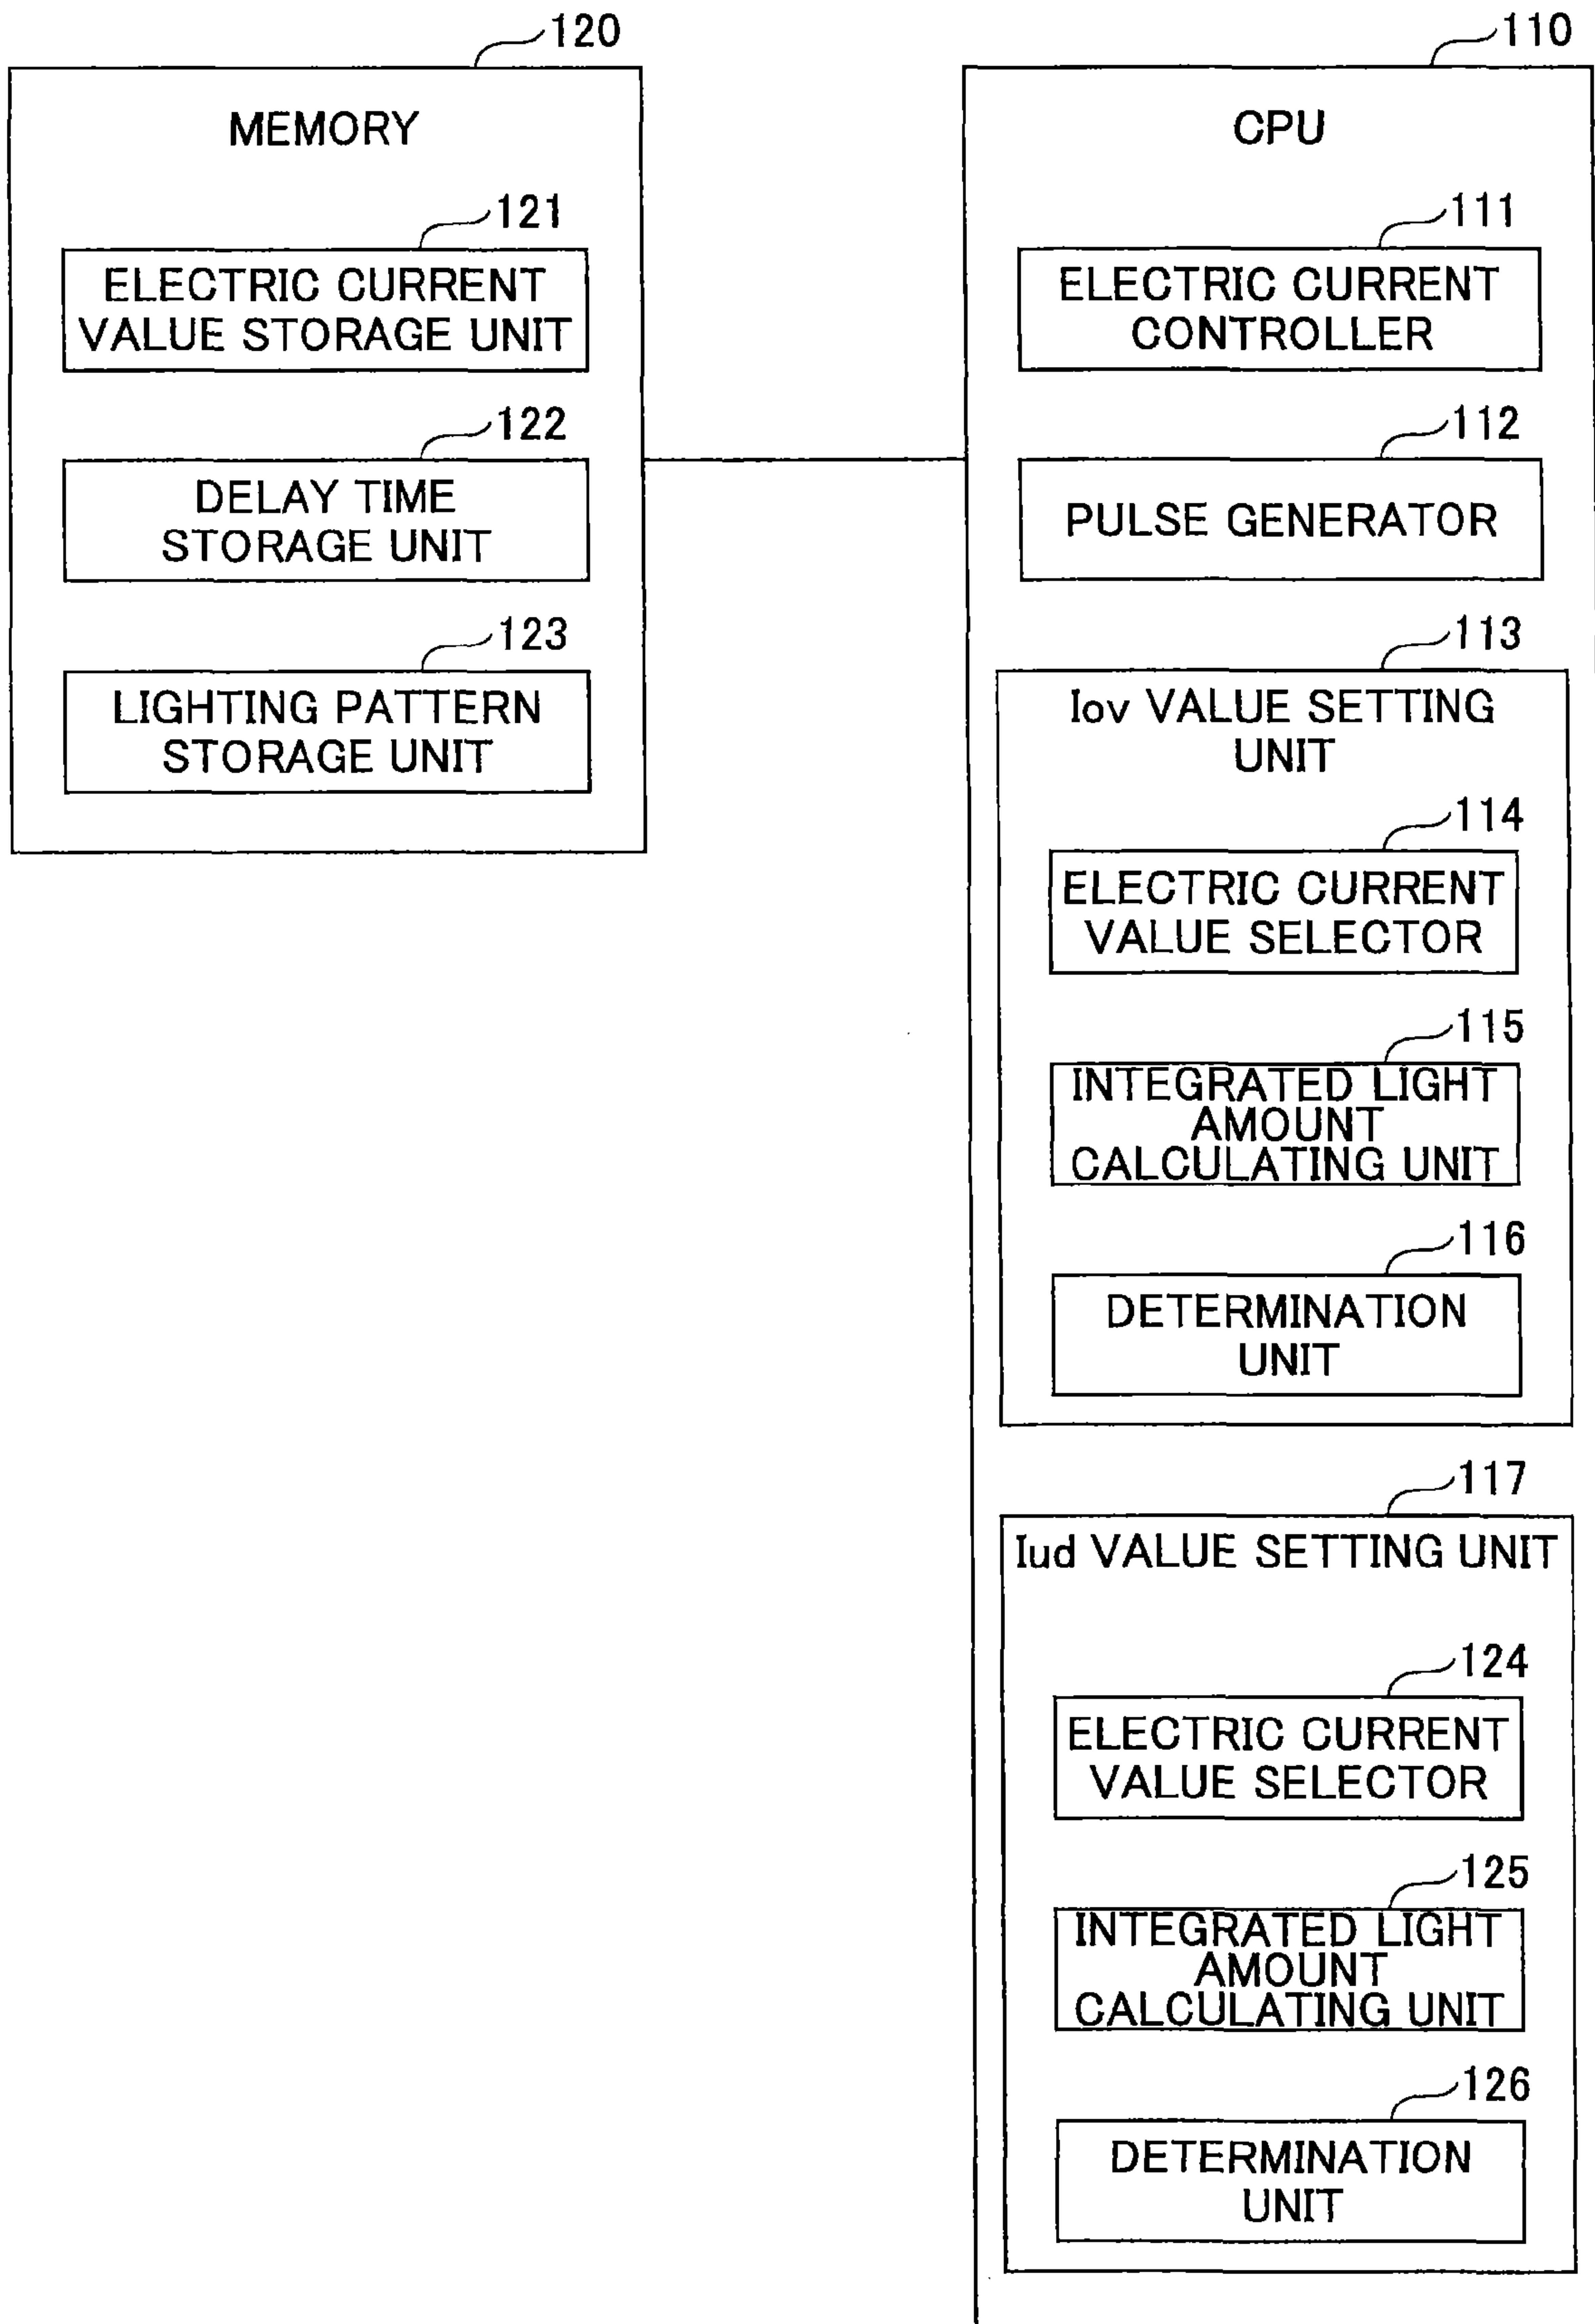 120
MEMORY
121
ELECTRIC CURRENT
VALUE STORAGE UNIT
122
DELAY TIME
STORAGE UNIT
123
LIGHTING PATTERN
STORAGE UNIT
110
CPU
111
ELECTRIC CURRENT
CONTROLLER
112
PULSE GENERATOR
113
Iov VALUE SETTING
UNIT
114
ELECTRIC CURRENT
VALUE SELECTOR
115
INTEGRATED LIGHT
AMOUNT
CALCULATING UNIT
116
DETERMINATION
UNIT
117
Iud VALUE SETTING UNIT
124
ELECTRIC CURRENT
VALUE SELECTOR
125
INTEGRATED LIGHT
AMOUNT
CALCULATING UNIT
126
DETERMINATION
UNIT